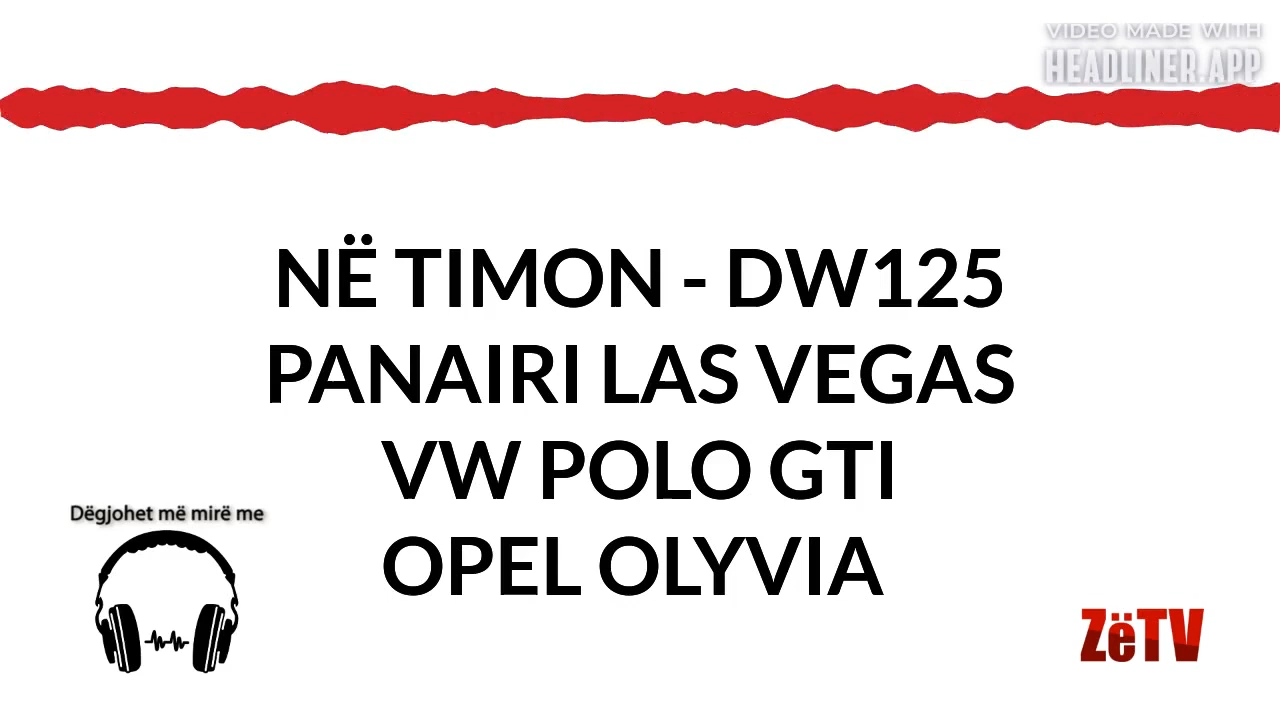 VIDEO MADE WITH
HEADLINER.APP
NË TIMON - DW125
PANAIRI LAS VEGAS
VW POLO GTI
OPEL OLYVIA
Dëgjohet më mirë me
ZëTV